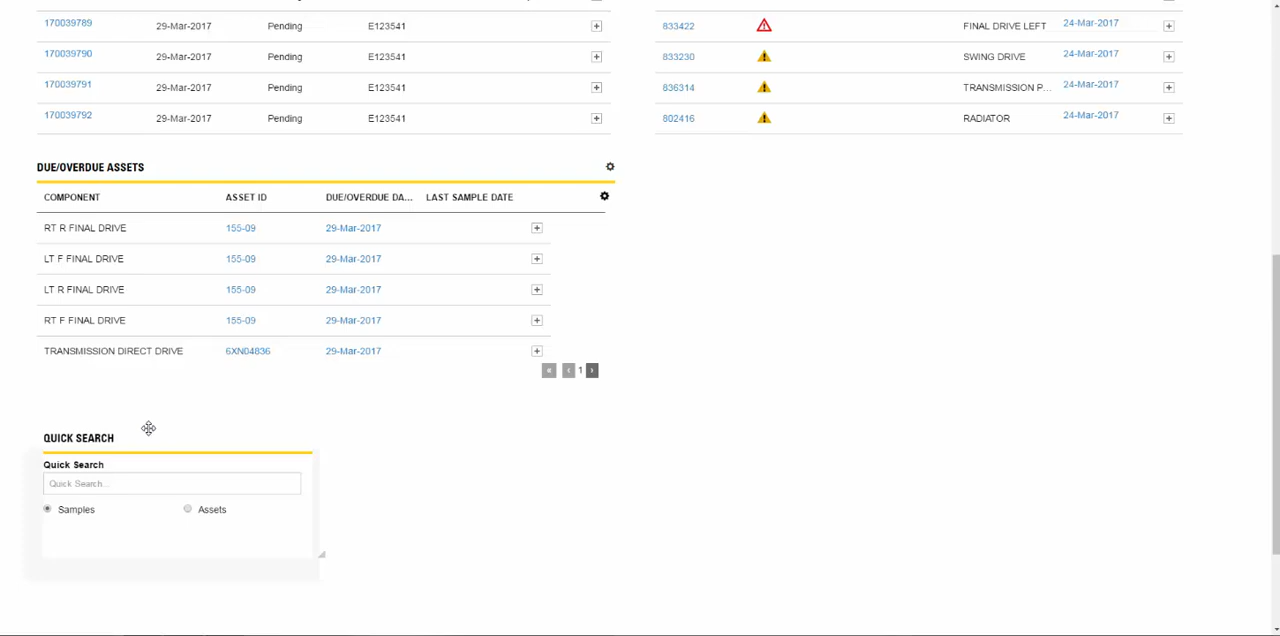 170039789 29-Mar-2017 Pending E123541
170039790 29-Mar-2017 Pending E123541
170039791 29-Mar-2017 Pending E123541
170039792 29-Mar-2017 Pending E123541
833422 FINAL DRIVE LEFT 24-Mar-2017
833230 SWING DRIVE 24-Mar-2017
836314 TRANSMISSION P... 24-Mar-2017
802416 RADIATOR 24-Mar-2017
DUE/OVERDUE ASSETS
COMPONENT ASSET ID DUE/OVERDUE DA... LAST SAMPLE DATE
RT R FINAL DRIVE 155-09 29-Mar-2017
LT F FINAL DRIVE 155-09 29-Mar-2017
LT R FINAL DRIVE 155-09 29-Mar-2017
RT F FINAL DRIVE 155-09 29-Mar-2017
TRANSMISSION DIRECT DRIVE 6XN04836 29-Mar-2017
« ‹ 1 ›
QUICK SEARCH
Quick Search
Quick Search...
Samples Assets